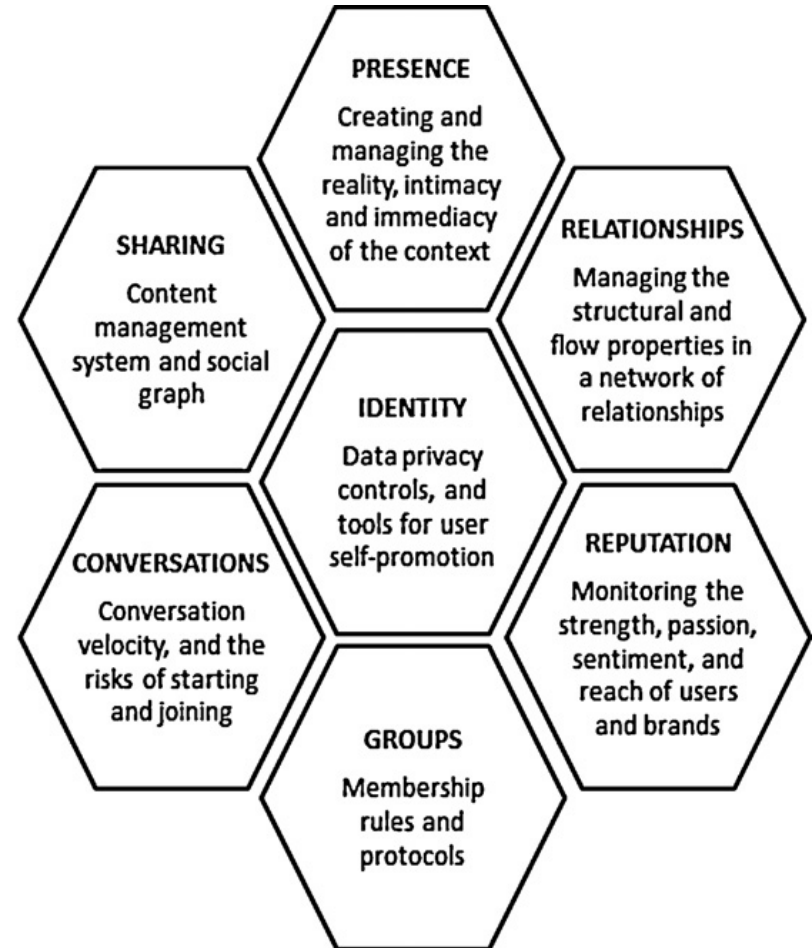 PRESENCE
Creating and
managing the
reality, intimacy
and immediacy
of the context
SHARING
Content
management
system and social
graph
RELATIONSHIPS
Managing the
structural and
flow properties in
a network of
relationships
IDENTITY
Data privacy
controls, and
tools for user
self-promotion
CONVERSATIONS
Conversation
velocity, and the
risks of starting
and joining
REPUTATION
Monitoring the
strength, passion,
sentiment, and
reach of users
and brands
GROUPS
Membership
rules and
protocols